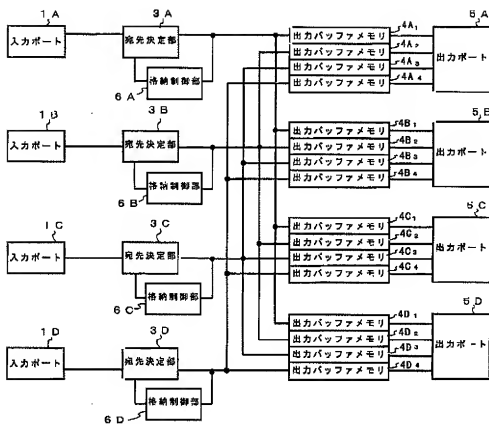 1A
3A
5A
入力ポート
宛先決定部
出力バッファメモリ 4A1
出力バッファメモリ 4A2
出力バッファメモリ 4A3
出力バッファメモリ 4A4
出力ポート
格納制御部
6A
1B
3B
5B
入力ポート
宛先決定部
出力バッファメモリ 4B1
出力バッファメモリ 4B2
出力バッファメモリ 4B3
出力バッファメモリ 4B4
出力ポート
格納制御部
6B
1C
3C
5C
入力ポート
宛先決定部
出力バッファメモリ 4C1
出力バッファメモリ 4C2
出力バッファメモリ 4C3
出力バッファメモリ 4C4
出力ポート
格納制御部
6C
1D
3D
5D
入力ポート
宛先決定部
出力バッファメモリ 4D1
出力バッファメモリ 4D2
出力バッファメモリ 4D3
出力バッファメモリ 4D4
出力ポート
格納制御部
6D